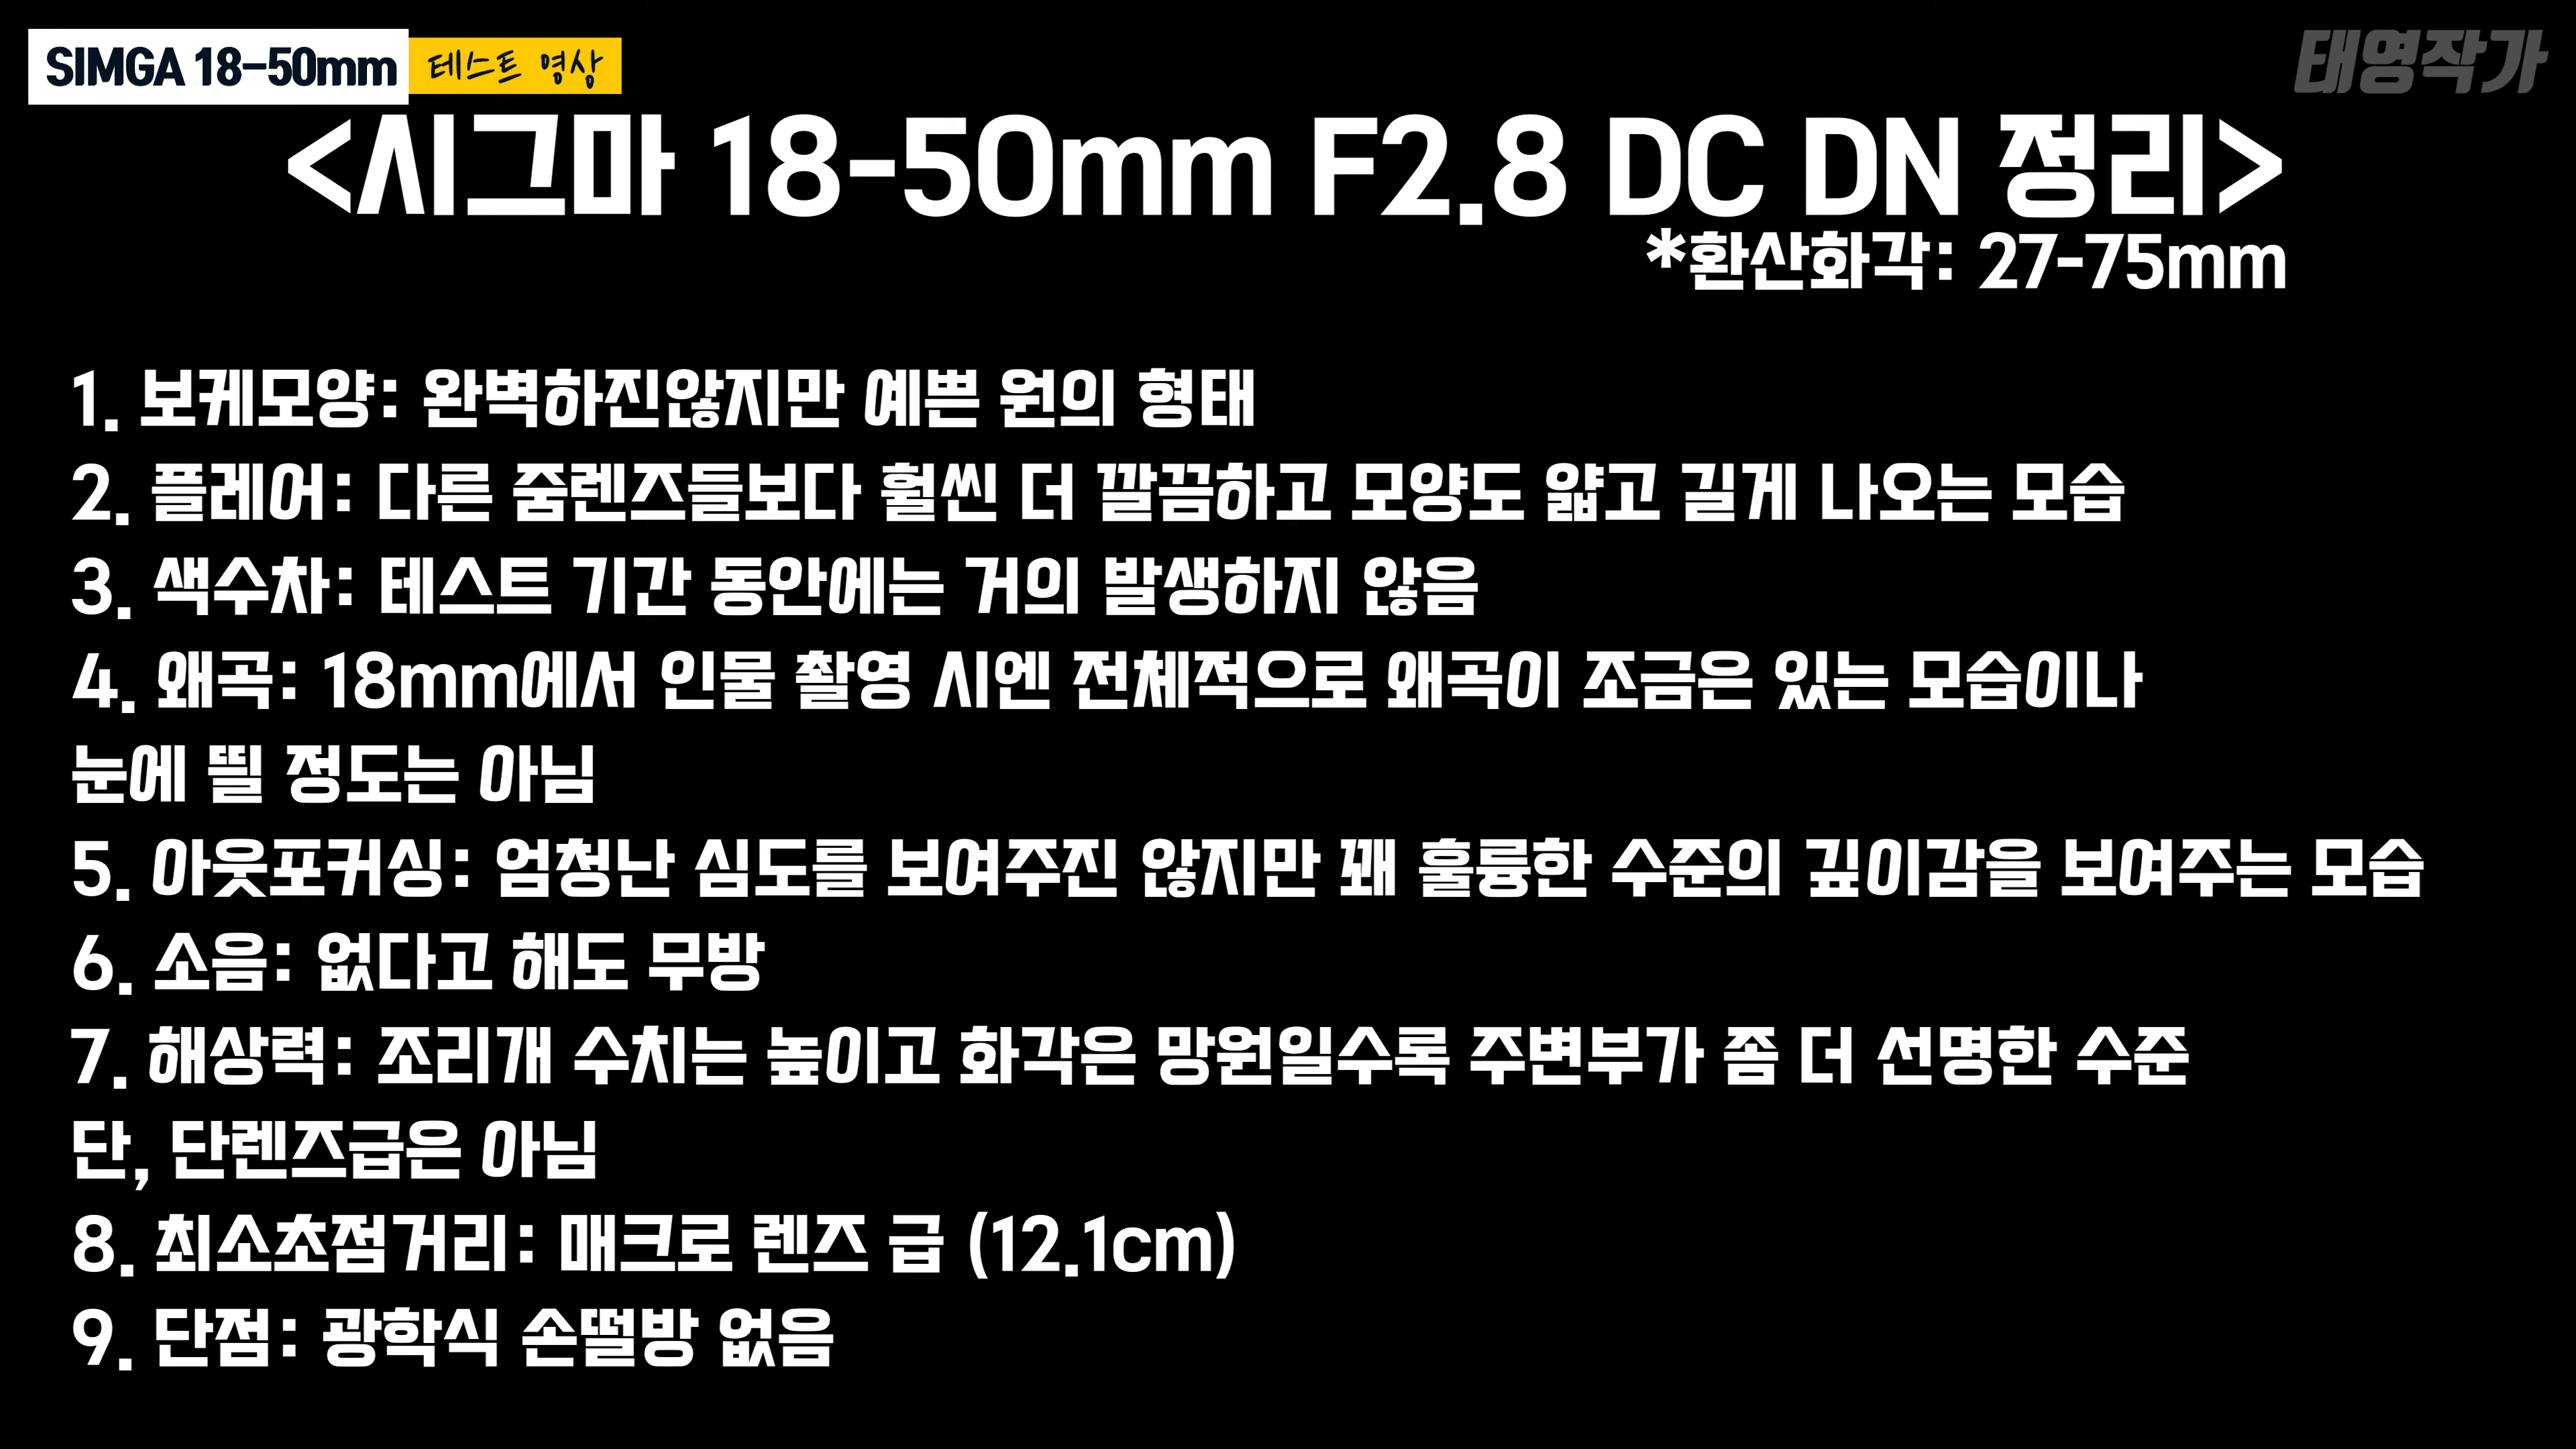 SIMGA 18-50mm 테스트 영상
태영작가
<시그마 18-50mm F2.8 DC DN 정리>
*환산화각: 27-75mm
1. 보케모양: 완벽하진않지만 예쁜 원의 형태
2. 플레어: 다른 줌렌즈들보다 훨씬 더 깔끔하고 모양도 얇고 길게 나오는 모습
3. 색수차: 테스트 기간 동안에는 거의 발생하지 않음
4. 왜곡: 18mm에서 인물 촬영 시엔 전체적으로 왜곡이 조금은 있는 모습이나
눈에 띌 정도는 아님
5. 아웃포커싱: 엄청난 심도를 보여주진 않지만 꽤 훌륭한 수준의 깊이감을 보여주는 모습
6. 소음: 없다고 해도 무방
7. 해상력: 조리개 수치는 높이고 화각은 망원일수록 주변부가 좀 더 선명한 수준
단, 단렌즈급은 아님
8. 최소초점거리: 매크로 렌즈 급 (12.1cm)
9. 단점: 광학식 손떨방 없음